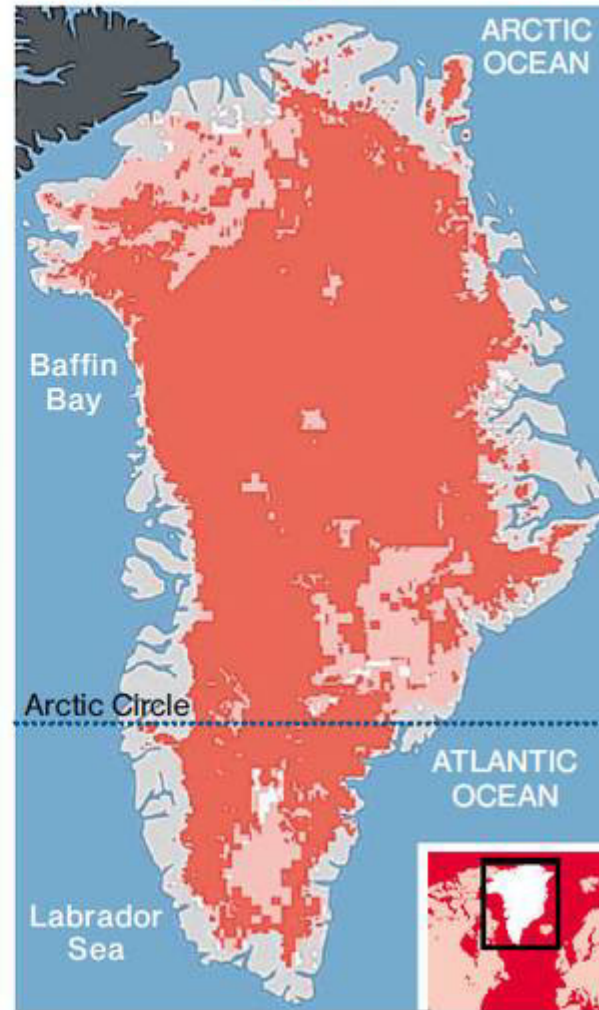 ARCTIC
OCEAN
Baffin
Bay
Arctic Circle
ATLANTIC
OCEAN
Labrador
Sea